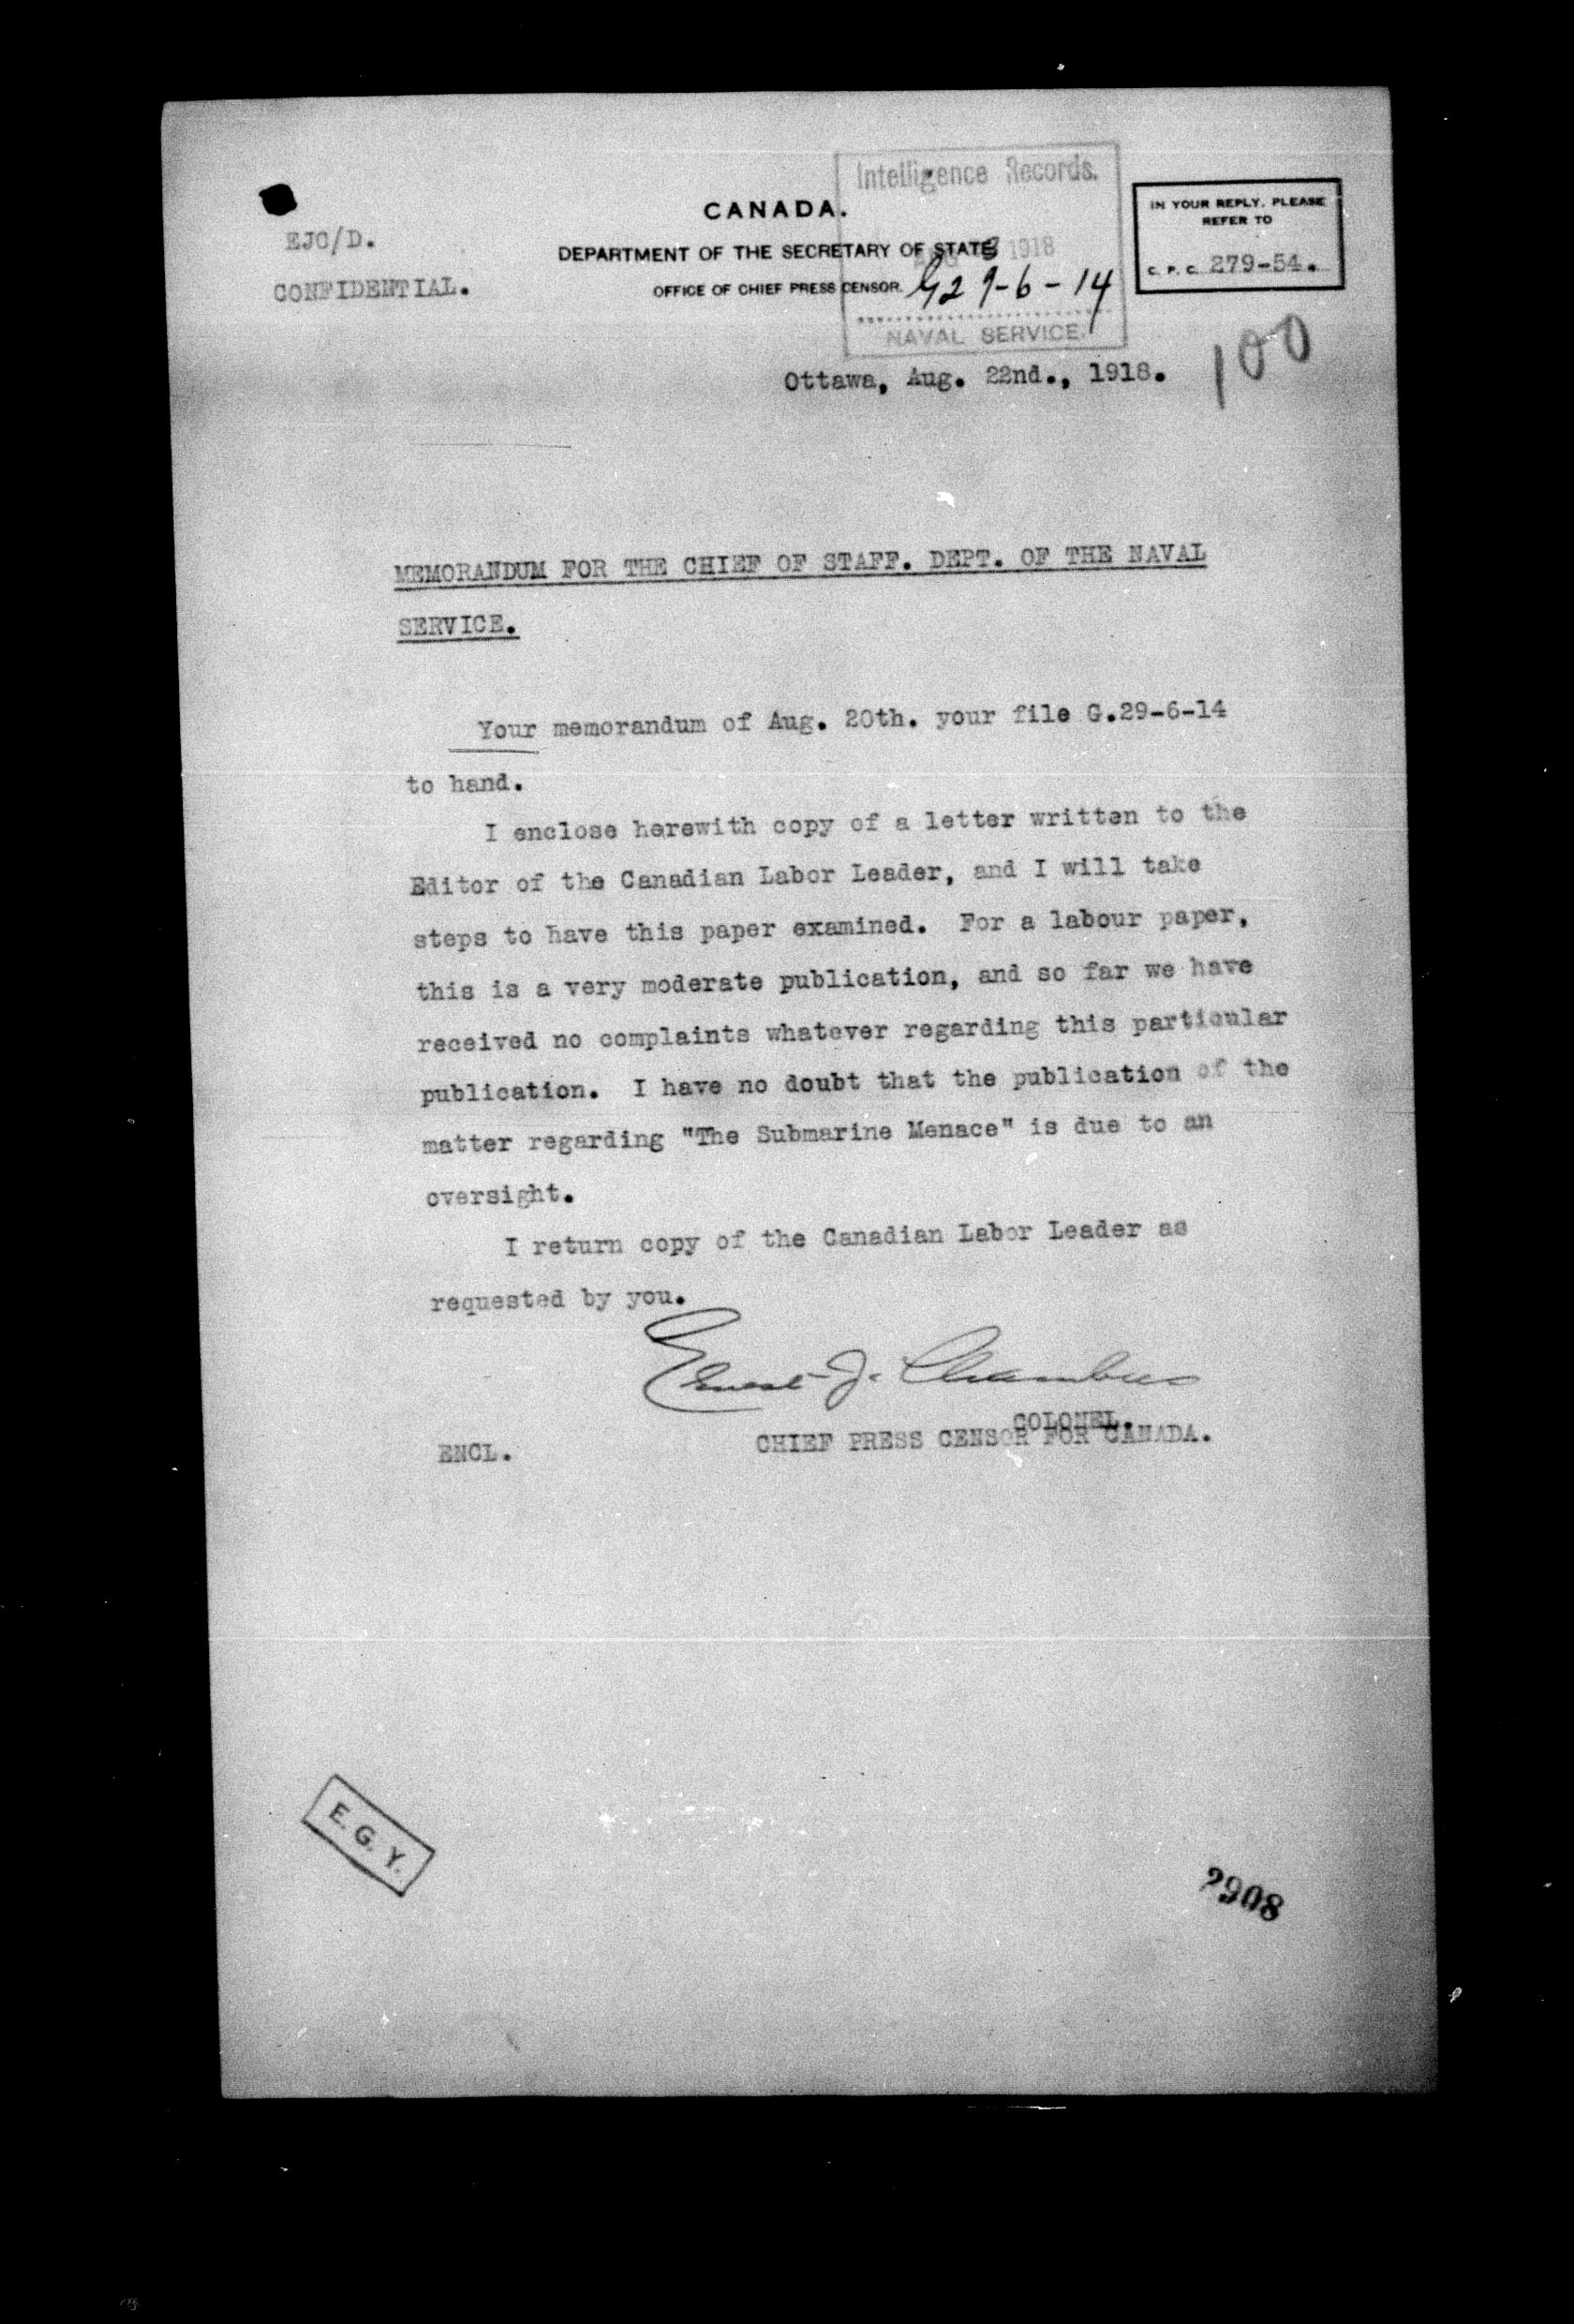 Intelligence Records.
CANADA.
IN YOUR REPLY, PLEASE
REFER TO
EJC/D.
DEPARTMENT OF THE SECRETARY OF STATE
1918
C. P. C. 279-54.
CONFIDENTIAL.
OFFICE OF CHIEF PRESS CENSOR.
G29-6-14
NAVAL SERVICE.
100
Ottawa, Aug. 22nd., 1918.
MEMORANDUM FOR THE CHIEF OF STAFF. DEPT. OF THE NAVAL
SERVICE.
Your memorandum of Aug. 20th. your file G.29-6-14
to hand.
I enclose herewith copy of a letter written to the
Editor of the Canadian Labor Leader, and I will take
steps to have this paper examined. For a labour paper,
this is a very moderate publication, and so far we have
received no complaints whatever regarding this particular
publication. I have no doubt that the publication of the
matter regarding "The Submarine Menace" is due to an
oversight.
I return copy of the Canadian Labor Leader as
requested by you.
Ernest J. Chambers
COLONEL.
CHIEF PRESS CENSOR FOR CANADA.
ENCL.
E. G. Y.
2908